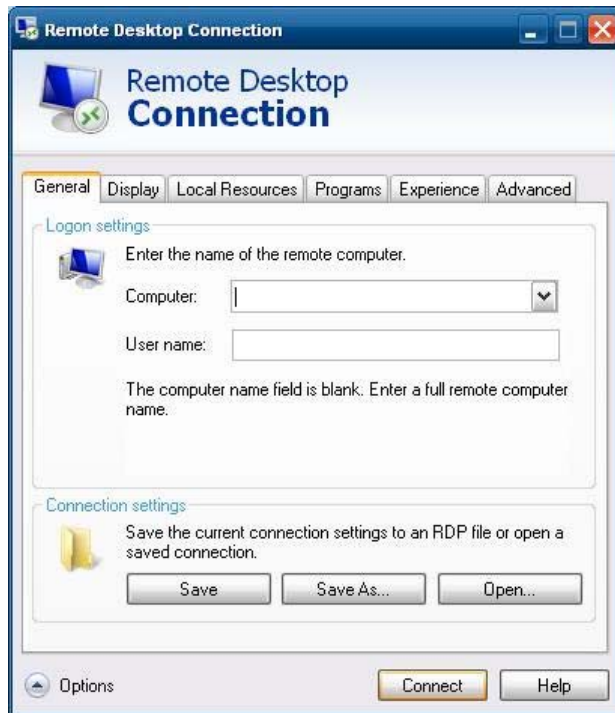 Remote Desktop Connection
Remote Desktop
Connection
General Display Local Resources Programs Experience Advanced
Logon settings
Enter the name of the remote computer.
Computer:
User name:
The computer name field is blank. Enter a full remote computer
name.
Connection settings
Save the current connection settings to an RDP file or open a
saved connection.
Save Save As... Open...
Options Connect Help